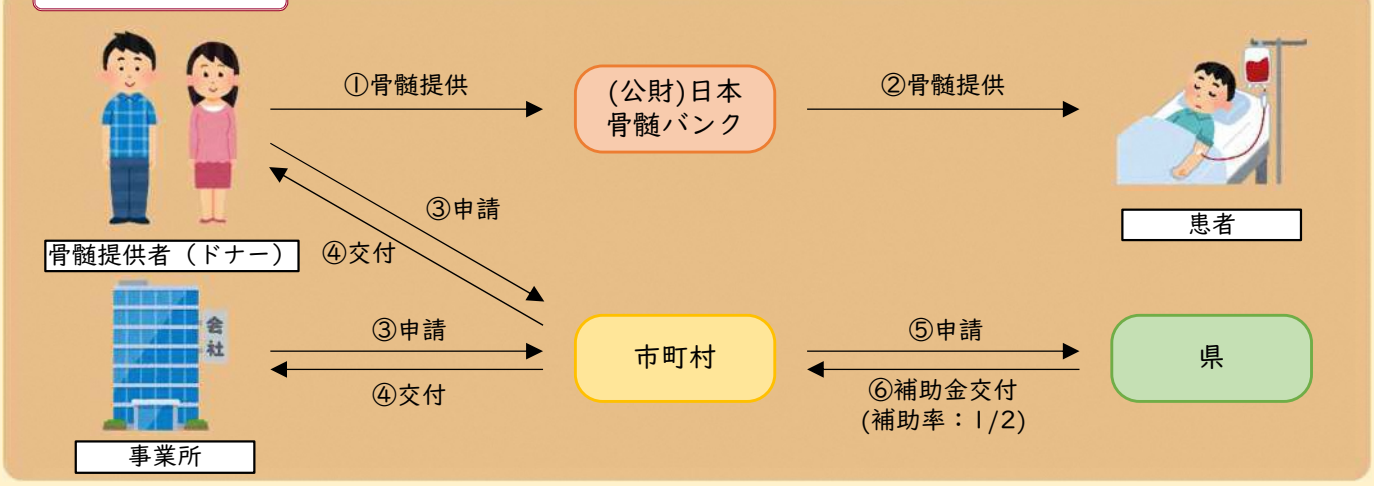 ①骨髄提供
(公財)日本
骨髄バンク
②骨髄提供
③申請
④交付
骨髄提供者（ドナー）
患者
会社
③申請
④交付
事業所
市町村
⑤申請
⑥補助金交付
(補助率：1/2)
県